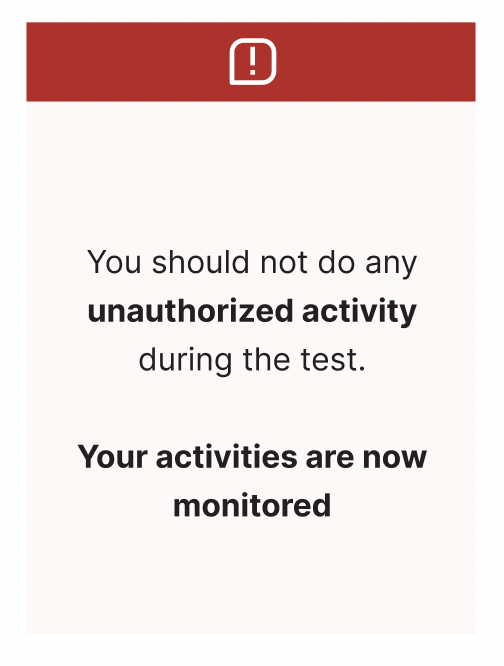 You should not do any
unauthorized activity
during the test.
Your activities are now
monitored